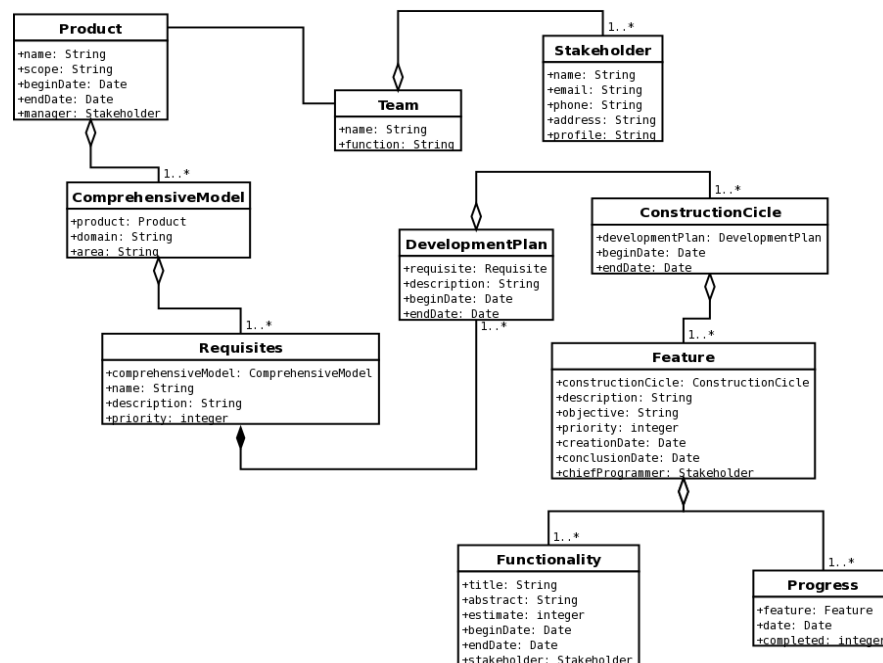 Product
+name: String
+scope: String
+beginDate: Date
+endDate: Date
+manager: Stakeholder
1..*
Stakeholder
+name: String
+email: String
+phone: String
+address: String
+profile: String
Team
+name: String
+function: String
1..*
ComprehensiveModel
+product: Product
+domain: String
+area: String
1..*
ConstructionCicle
+developmentPlan: DevelopmentPlan
+beginDate: Date
+endDate: Date
DevelopmentPlan
+requisite: Requisite
+description: String
+beginDate: Date
+endDate: Date
1..*
1..*
Requisites
+comprehensiveModel: ComprehensiveModel
+name: String
+description: String
+priority: integer
1..*
Feature
+constructionCicle: ConstructionCicle
+description: String
+objective: String
+priority: integer
+creationDate: Date
+conclusionDate: Date
+chiefProgrammer: Stakeholder
1..*
Functionality
+title: String
+abstract: String
+estimate: integer
+beginDate: Date
+endDate: Date
+stakeholder: Stakeholder
1..*
Progress
+feature: Feature
+date: Date
+completed: integer